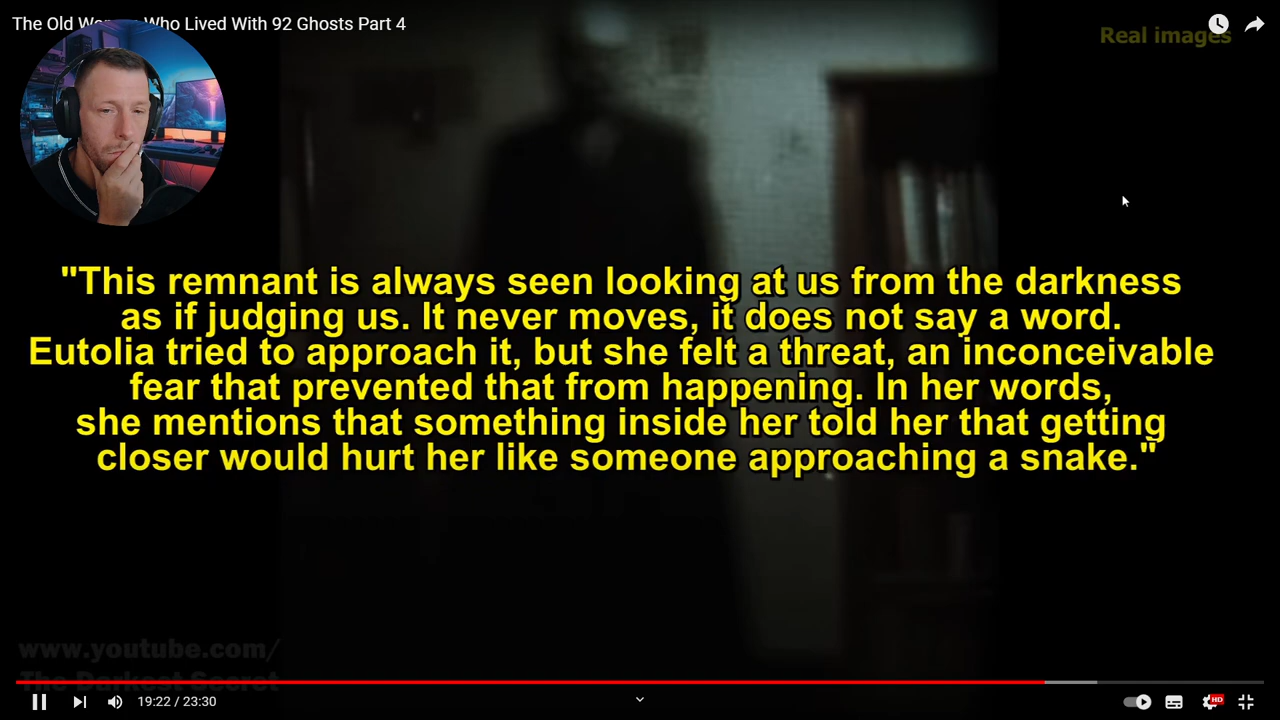 The Old Wo Who Lived With 92 Ghosts Part 4
Real images
"This remnant is always seen looking at us from the darkness
as if judging us. It never moves, it does not say a word.
Eutolia tried to approach it, but she felt a threat, an inconceivable
fear that prevented that from happening. In her words,
she mentions that something inside her told her that getting
closer would hurt her like someone approaching a snake."
www.youtube.com/
The Darkest Secret
19:22 / 23:30
HD